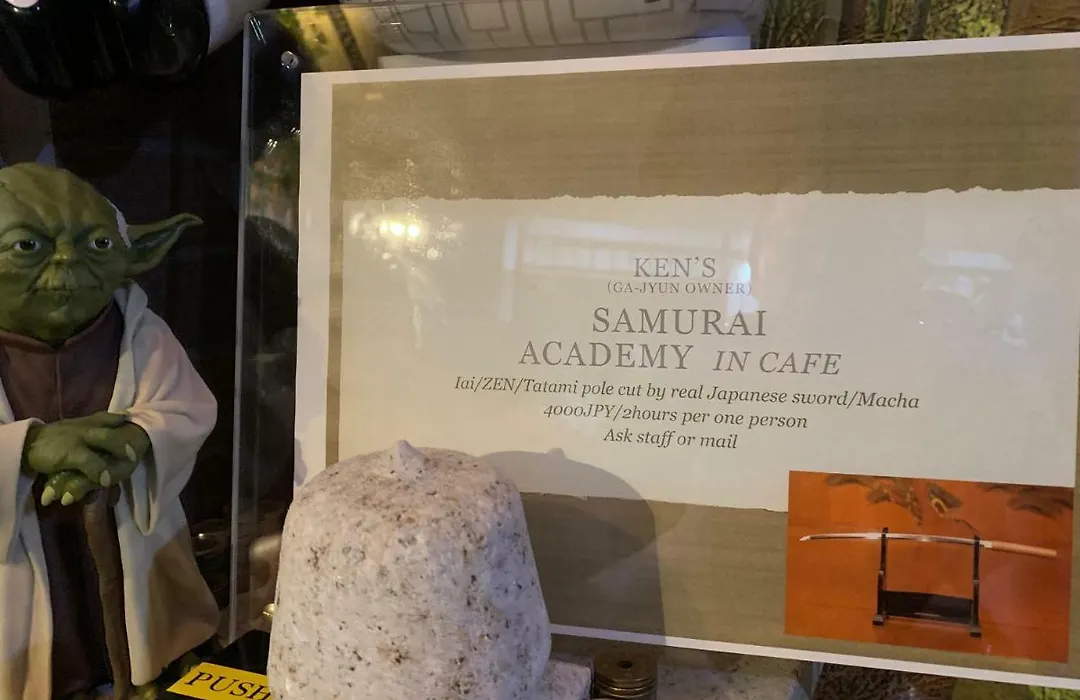 KEN'S
(GA-JYUN OWNER)
SAMURAI
ACADEMY IN CAFE
Iai/ZEN/Tatami pole cut by real Japanese sword/Macha
4000JPY/2hours per one person
Ask staff or mail
PUSH